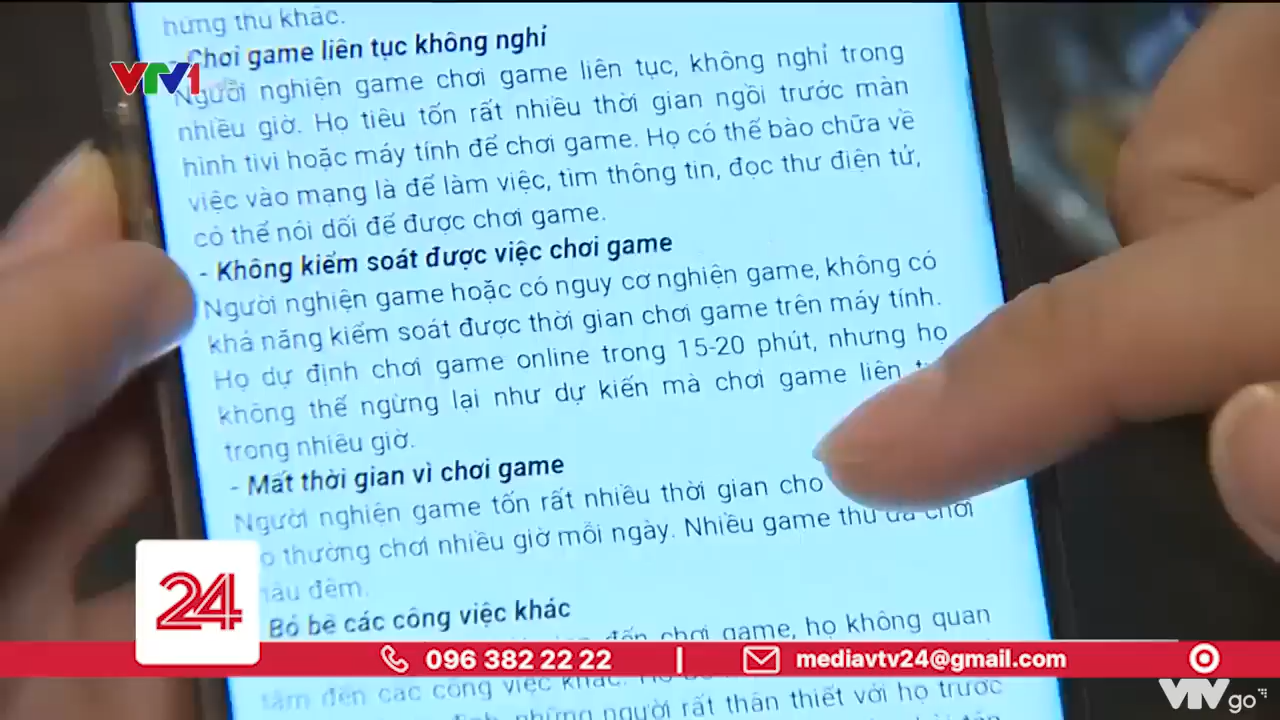 hứng thú khác.
- Chơi game liên tục không nghỉ
VTV1
Người nghiện game chơi game liên tục, không nghỉ trong
nhiều giờ. Họ tiêu tốn rất nhiều thời gian ngồi trước màn
hình tivi hoặc máy tính để chơi game. Họ có thể bào chữa về
việc vào mạng là để làm việc, tìm thông tin, đọc thư điện tử,
có thể nói dối để được chơi game.
- Không kiểm soát được việc chơi game
Người nghiện game hoặc có nguy cơ nghiện game, không có
khả năng kiểm soát được thời gian chơi game trên máy tính.
Họ dự định chơi game online trong 15-20 phút, nhưng họ
không thể ngừng lại như dự kiến mà chơi game liên
trong nhiều giờ.
- Mất thời gian vì chơi game
Người nghiện game tốn rất nhiều thời gian cho
thường chơi nhiều giờ mỗi ngày. Nhiều game thủ đã chơi
thâu đêm.
Bỏ bê các công việc khác
đến chơi game, họ không quan
tâm đến các công việc khác.
những người rất thân thiết với họ trước
24
096 382 22 22 | mediavtv24@gmail.com
VTV go